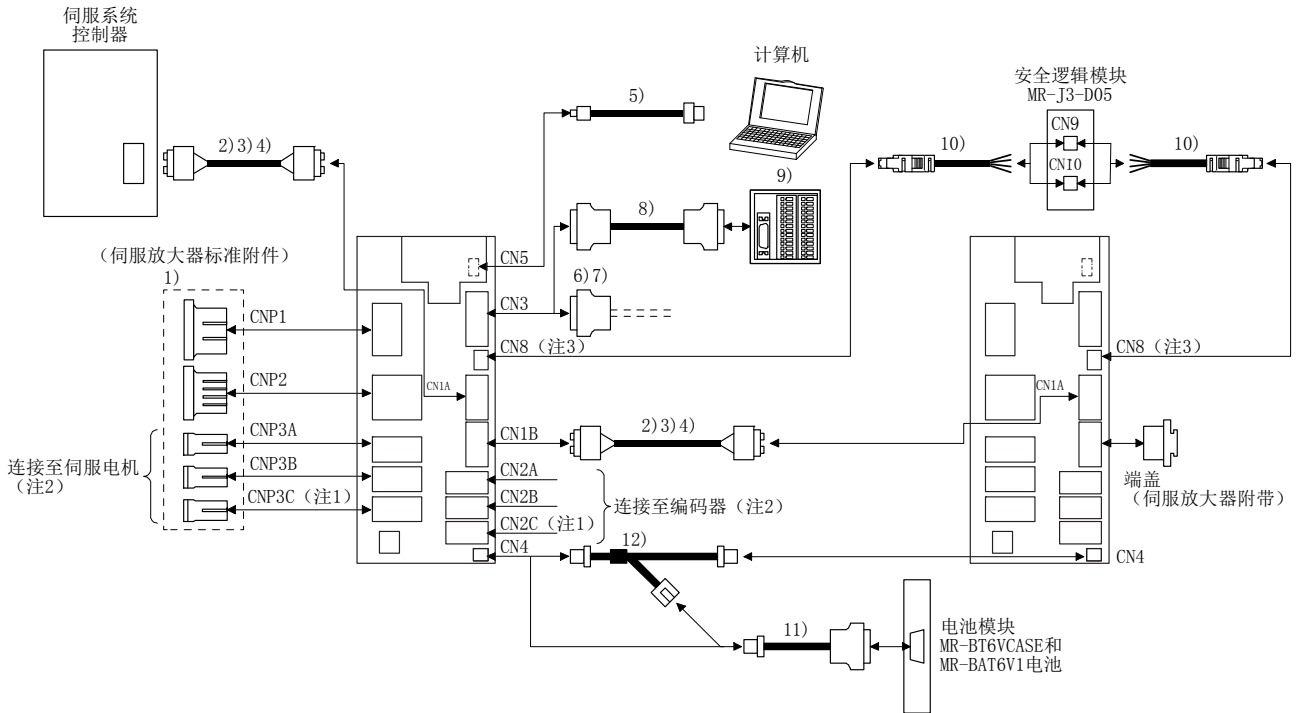 伺服系统
控制器
2)3)4)
5)
计算机
安全逻辑模块
MR-J3-D05
CN9
CN10
10)
10)
9)
8)
6)7)
（伺服放大器标准附件）
1)
CNP1
CNP2
CNP3A
CNP3B
CNP3C（注1）
连接至伺服电机
（注2）
CN5
CN3
CN8（注3）
CN1A
CN1B
2)3)4)
CN2A
CN2B
CN2C（注1）
连接至编码器（注2）
CN4
12)
CN8（注3）
CN1A
端盖
（伺服放大器附带）
CN4
11)
电池模块
MR-BT6VCASE和
MR-BAT6V1电池